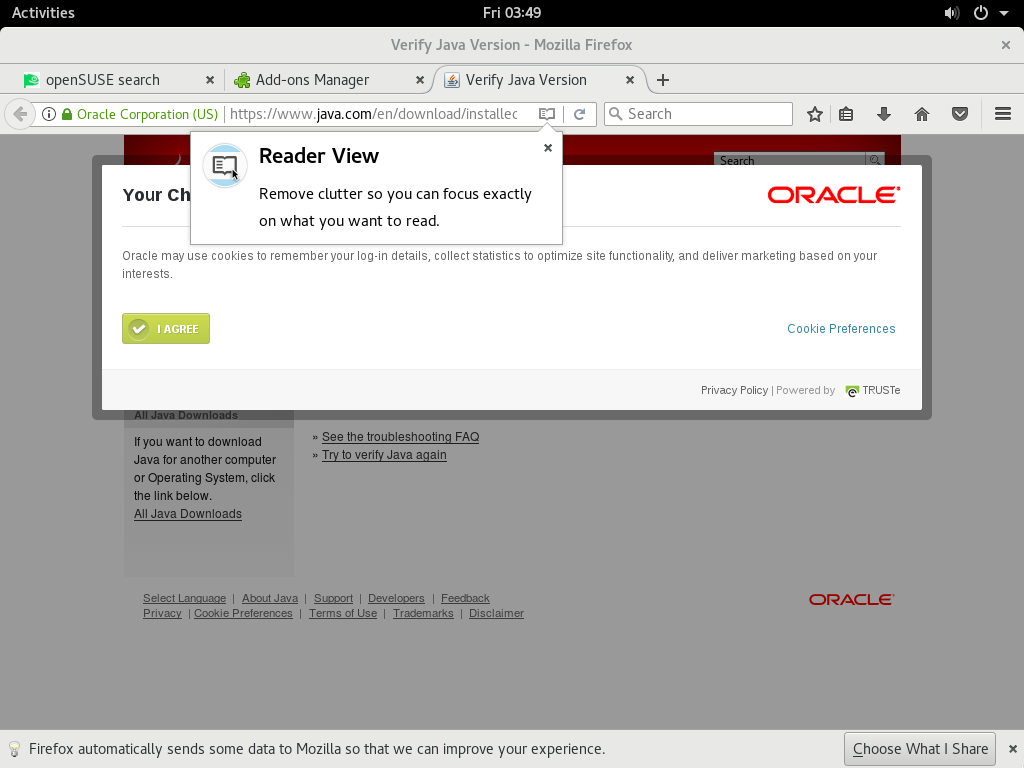 Activities
Fri 03:49
Verify Java Version - Mozilla Firefox
openSUSE search
Add-ons Manager
Verify Java Version
Oracle Corporation (US)
https://www.java.com/en/download/installec
Search
Reader View
Remove clutter so you can focus exactly
on what you want to read.
Search
Your Ch
ORACLE
Oracle may use cookies to remember your log-in details, collect statistics to optimize site functionality, and deliver marketing based on your
interests.
I AGREE
Cookie Preferences
Privacy Policy | Powered by TRUSTe
All Java Downloads
If you want to download
Java for another computer
or Operating System, click
the link below.
All Java Downloads
» See the troubleshooting FAQ
» Try to verify Java again
Select Language | About Java | Support | Developers | Feedback
Privacy | Cookie Preferences | Terms of Use | Trademarks | Disclaimer
ORACLE
Firefox automatically sends some data to Mozilla so that we can improve your experience.
Choose What I Share